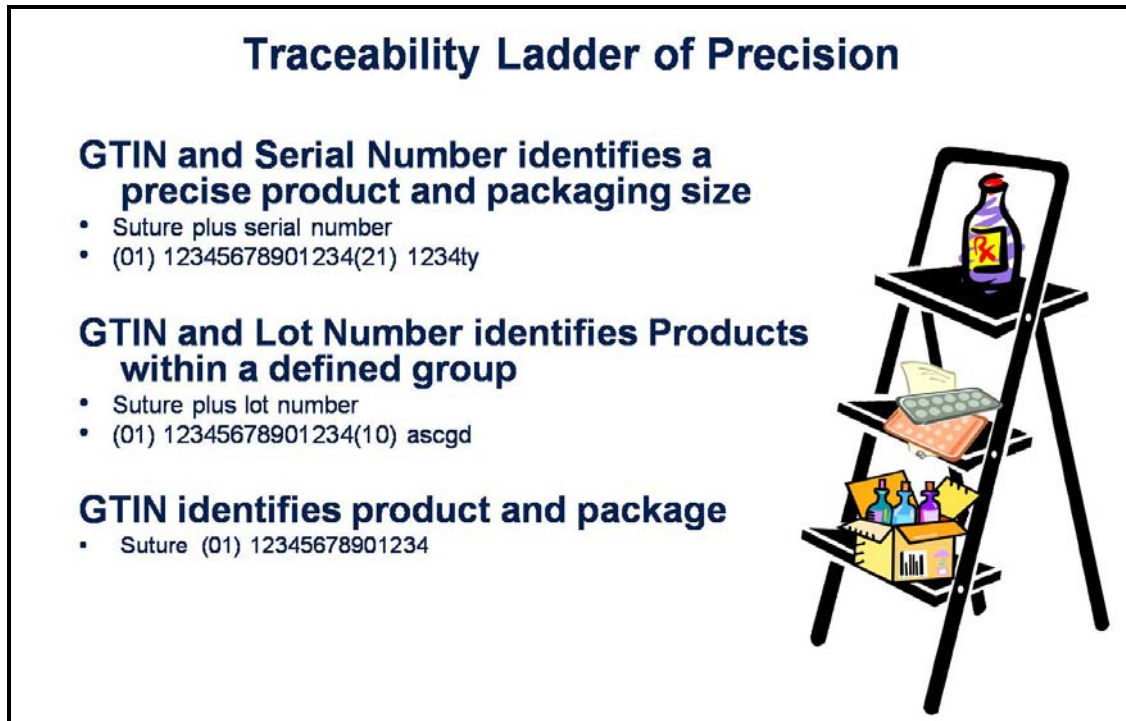 Traceability Ladder of Precision
GTIN and Serial Number identifies a
precise product and packaging size
• Suture plus serial number
• (01) 12345678901234(21) 1234ty
GTIN and Lot Number identifies Products
within a defined group
• Suture plus lot number
• (01) 12345678901234(10) ascgd
GTIN identifies product and package
• Suture (01) 12345678901234
Rx